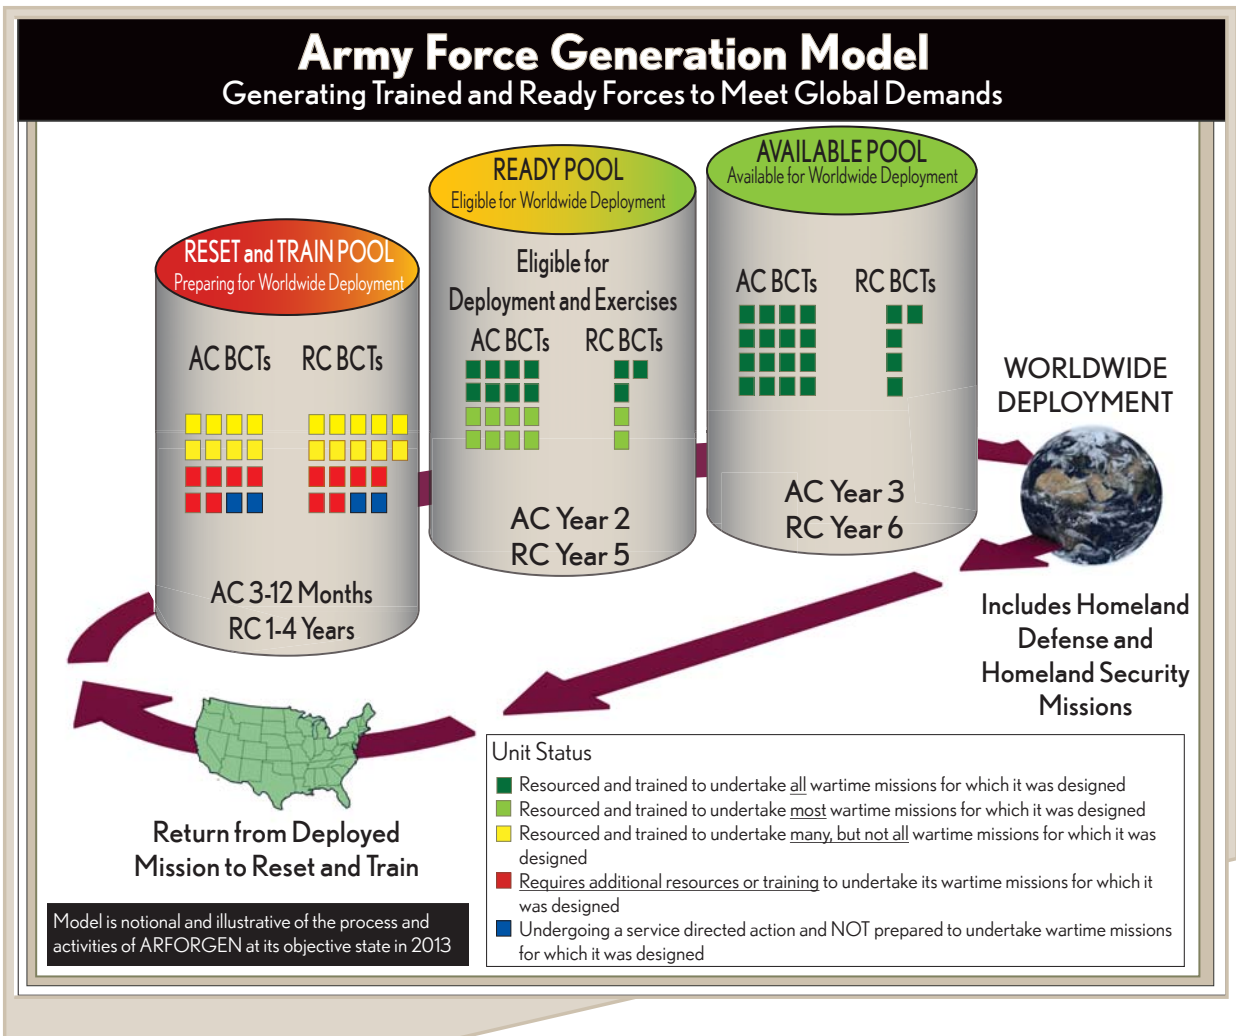 Army Force Generation Model
Generating Trained and Ready Forces to Meet Global Demands
RESET and TRAIN POOL
Preparing for Worldwide Deployment
AC BCTs RC BCTs
AC 3-12 Months
RC 1-4 Years
READY POOL
Eligible for Worldwide Deployment
Eligible for
Deployment and Exercises
AC BCTs RC BCTs
AC Year 2
RC Year 5
AVAILABLE POOL
Available for Worldwide Deployment
AC BCTs RC BCTs
AC Year 3
RC Year 6
WORLDWIDE
DEPLOYMENT
Includes Homeland
Defense and
Homeland Security
Missions
Return from Deployed
Mission to Reset and Train
Model is notional and illustrative of the process and
activities of ARFORGEN at its objective state in 2013
Unit Status
Resourced and trained to undertake all wartime missions for which it was designed
Resourced and trained to undertake most wartime missions for which it was designed
Resourced and trained to undertake many, but not all wartime missions for which it was
designed
Requires additional resources or training to undertake its wartime missions for which it
was designed
Undergoing a service directed action and NOT prepared to undertake wartime missions
for which it was designed